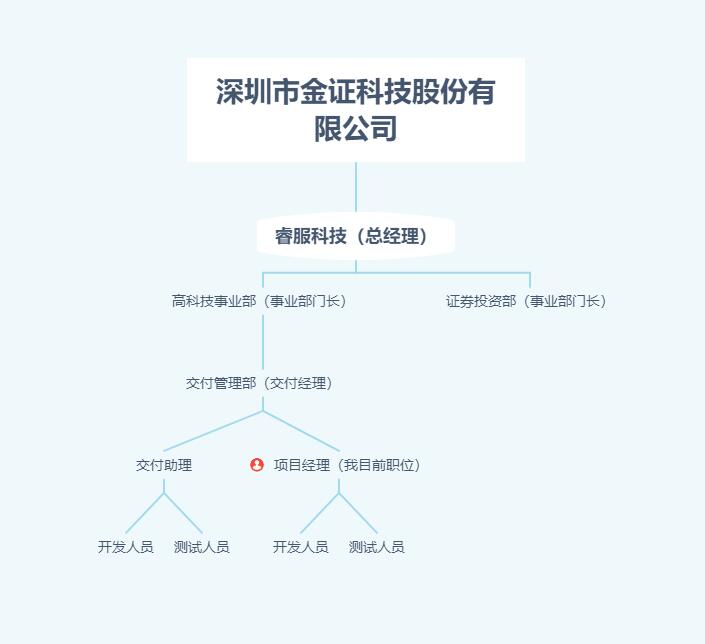 深圳市金证科技股份有
限公司
睿服科技（总经理）
高科技事业部（事业部门长）
证券投资部（事业部门长）
交付管理部（交付经理）
交付助理
项目经理（我目前职位）
开发人员
测试人员
开发人员
测试人员